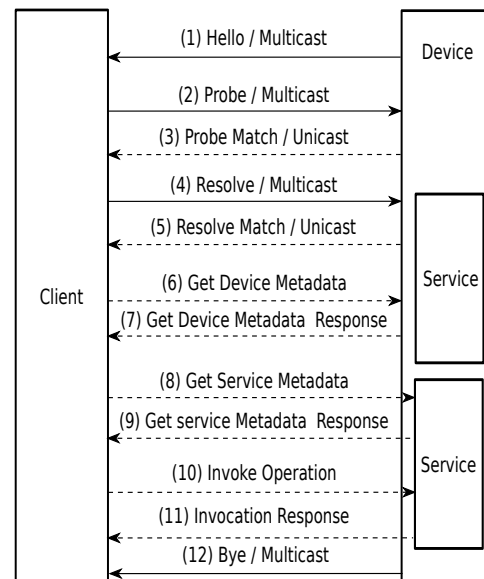 (1) Hello / Multicast
Device
(2) Probe / Multicast
(3) Probe Match / Unicast
(4) Resolve / Multicast
(5) Resolve Match / Unicast
Client
(6) Get Device Metadata
Service
(7) Get Device Metadata  Response
(8) Get Service Metadata
(9) Get service Metadata  Response
Service
(10) Invoke Operation
(11) Invocation Response
(12) Bye / Multicast